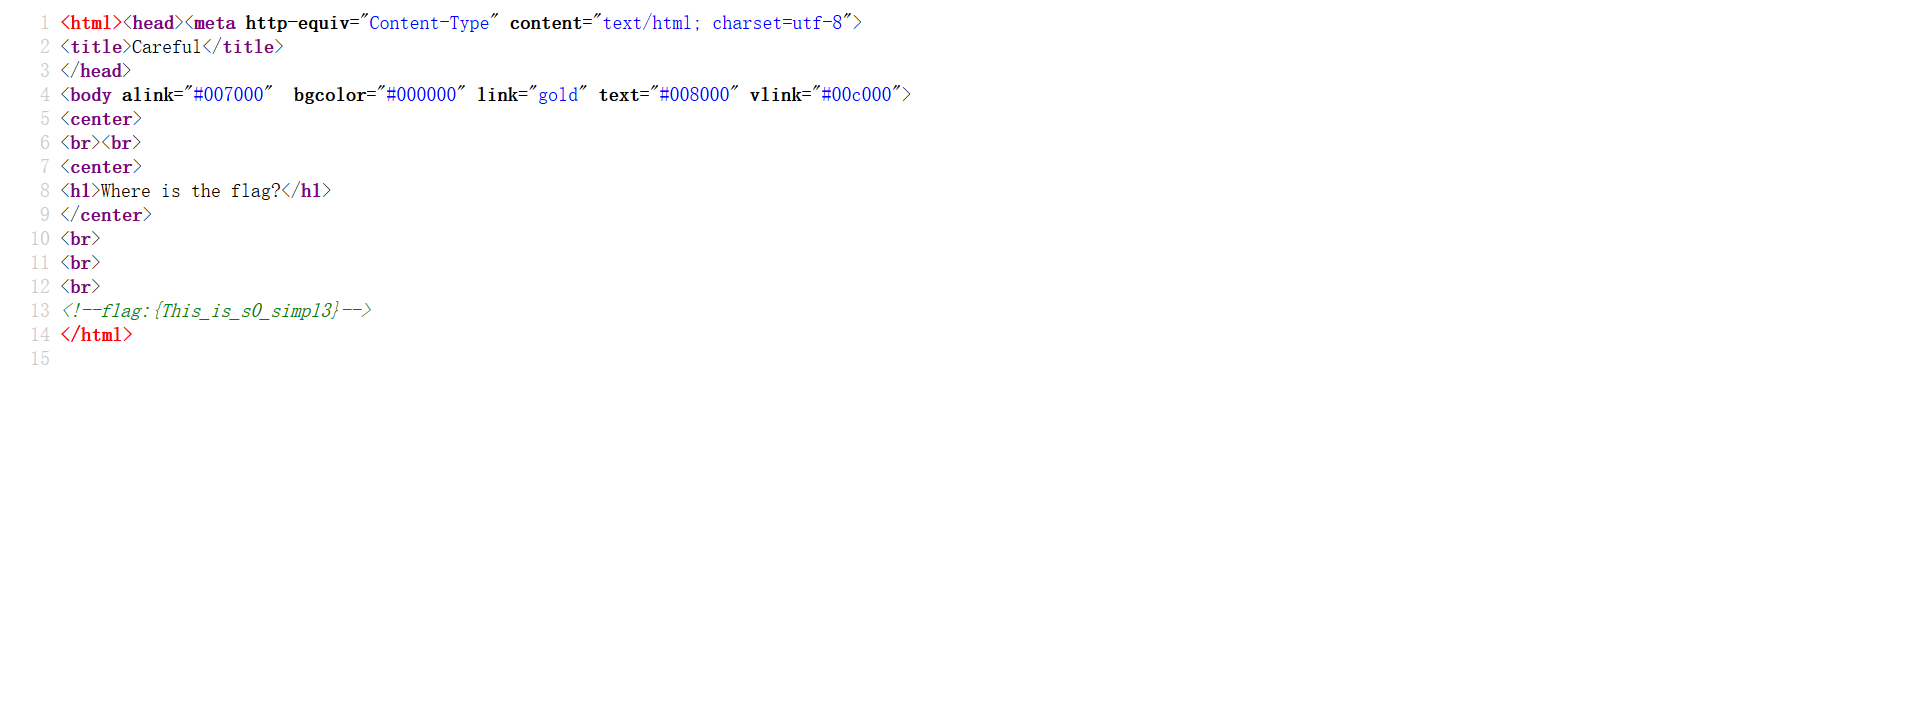 1 <html><head><meta http-equiv="Content-Type" content="text/html; charset=utf-8">
2 <title>Careful</title>
3 </head>
4 <body alink="#007000"  bgcolor="#000000" link="gold" text="#008000" vlink="#00c000">
5 <center>
6 <br><br>
7 <center>
8 <h1>Where is the flag?</h1>
9 </center>
10 <br>
11 <br>
12 <br>
13 <!--flag:{This_is_s0_simpl3}-->
14 </html>
15